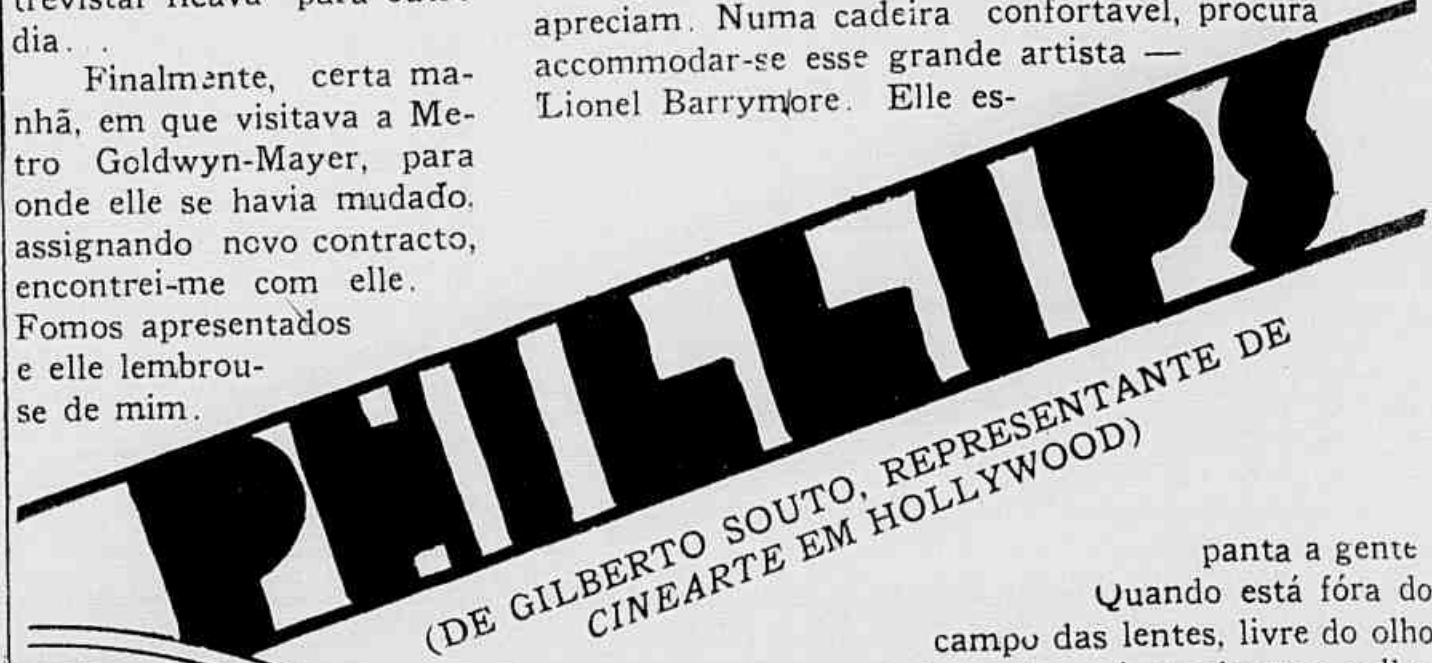 dia. . .
Finalmente, certa ma-
nhã, em que visitava a Me-
tro Goldwyn-Mayer, para
onde elle se havia mudado,
assignando novo contracto,
encontrei-me com elle.
Fomos apresentados
e elle lembrou-
se de mim.
apreciam. Numa cadeira confortavel, procura
accommodar-se esse grande artista —
Lionel Barrymore. Elle es-
PHILLIPS
(DE GILBERTO SOUTO, REPRESENTANTE DE
CINEARTE EM HOLLYWOOD)
panta a gente
Quando está fóra do
campo das lentes, livre do olho